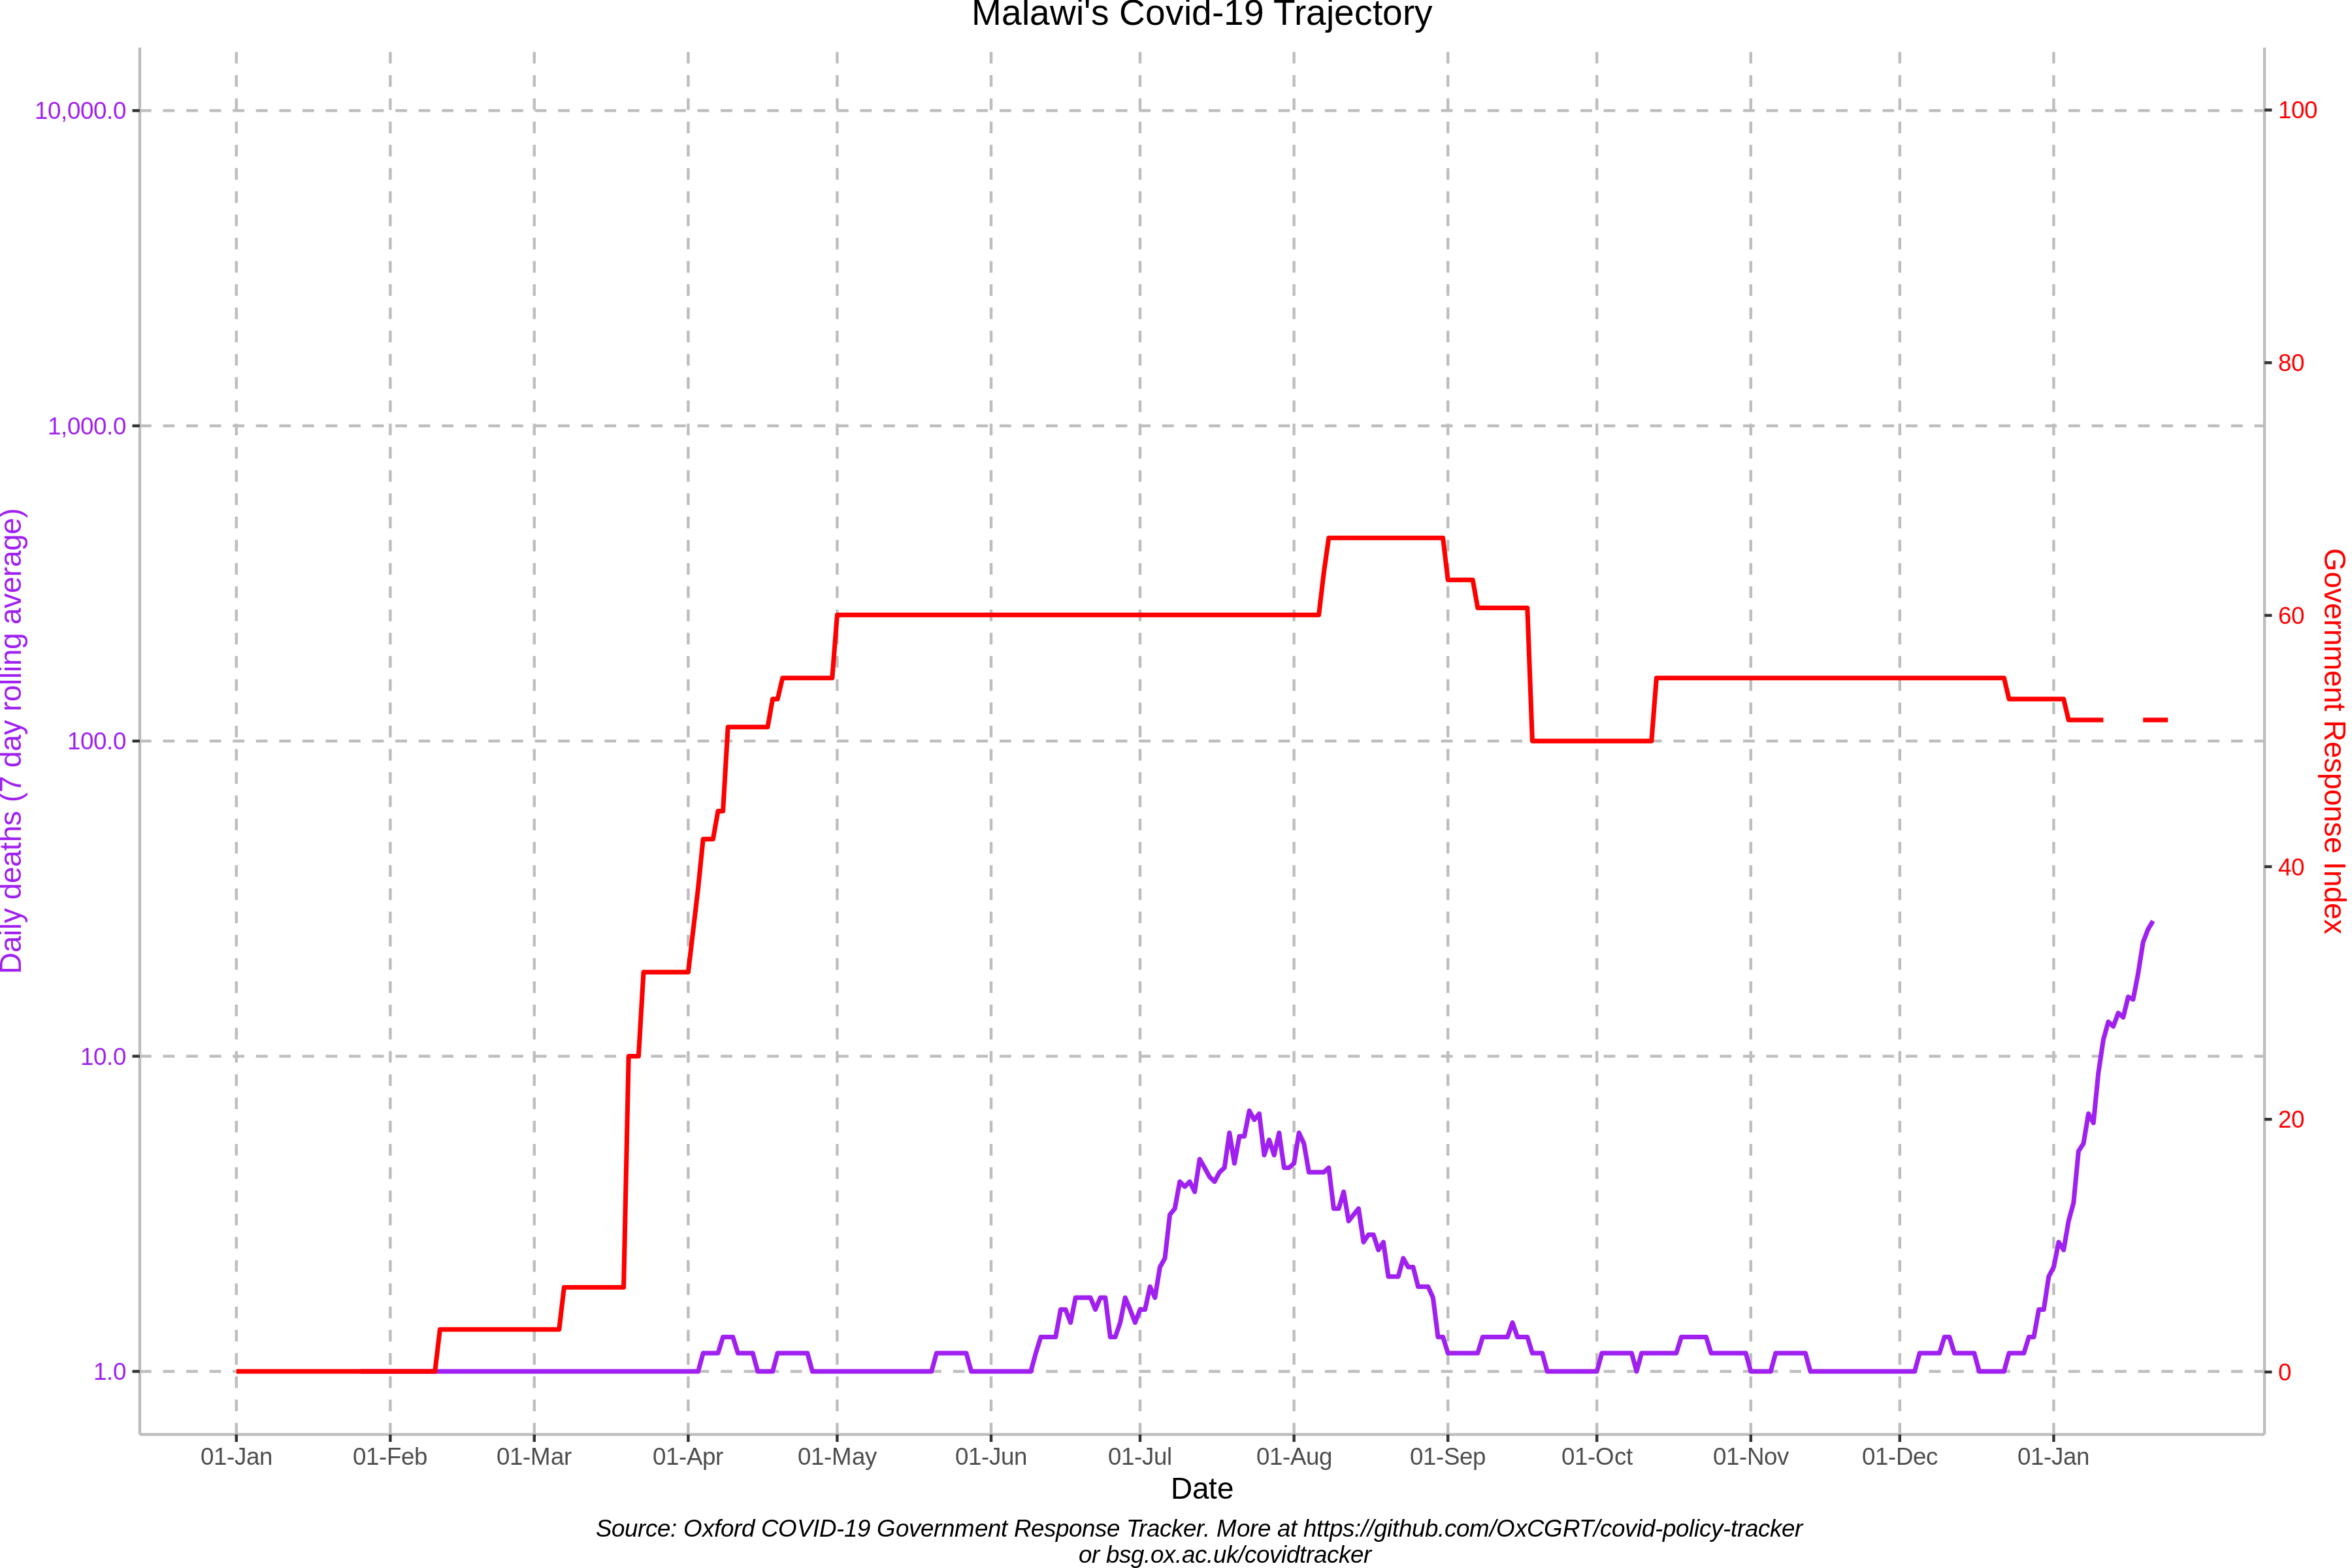 Malawi's Covid-19 Trajectory
10,000.0
1,000.0
100.0
10.0
1.0
Daily deaths (7 day rolling average)
100
80
60
40
20
0
Government Response Index
01-Jan 01-Feb 01-Mar 01-Apr 01-May 01-Jun 01-Jul 01-Aug 01-Sep 01-Oct 01-Nov 01-Dec 01-Jan
Date
Source: Oxford COVID-19 Government Response Tracker. More at https://github.com/OxCGRT/covid-policy-tracker
or bsg.ox.ac.uk/covidtracker